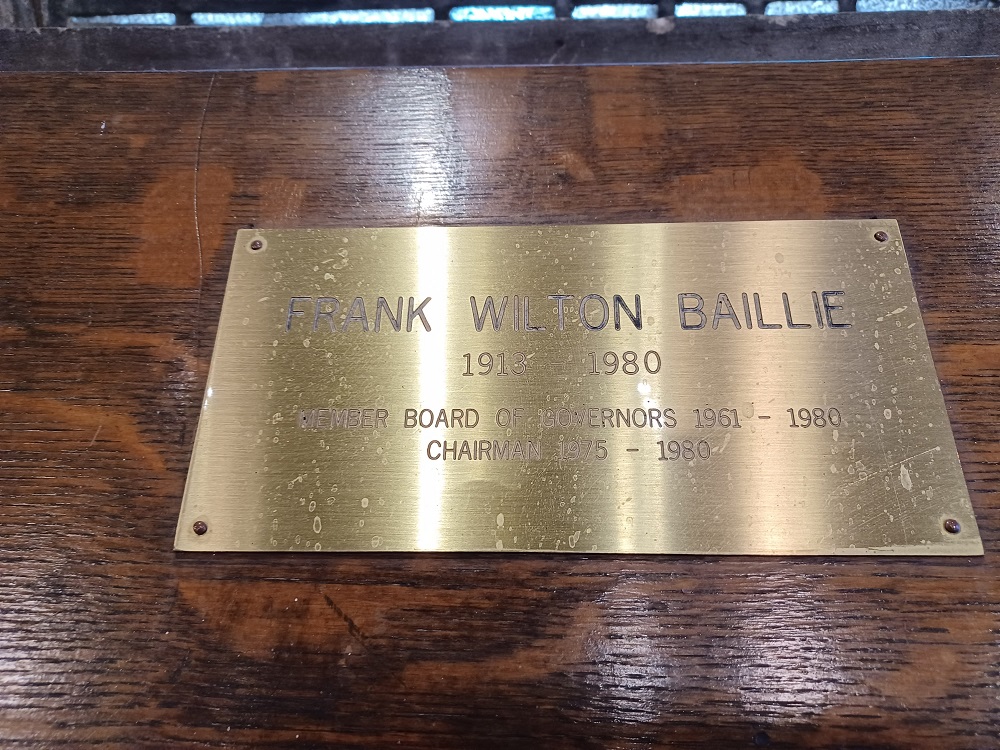 FRANK WILTON BAILLIE
1913 - 1980
MEMBER BOARD OF GOVERNORS 1961 - 1980
CHAIRMAN 1975 - 1980